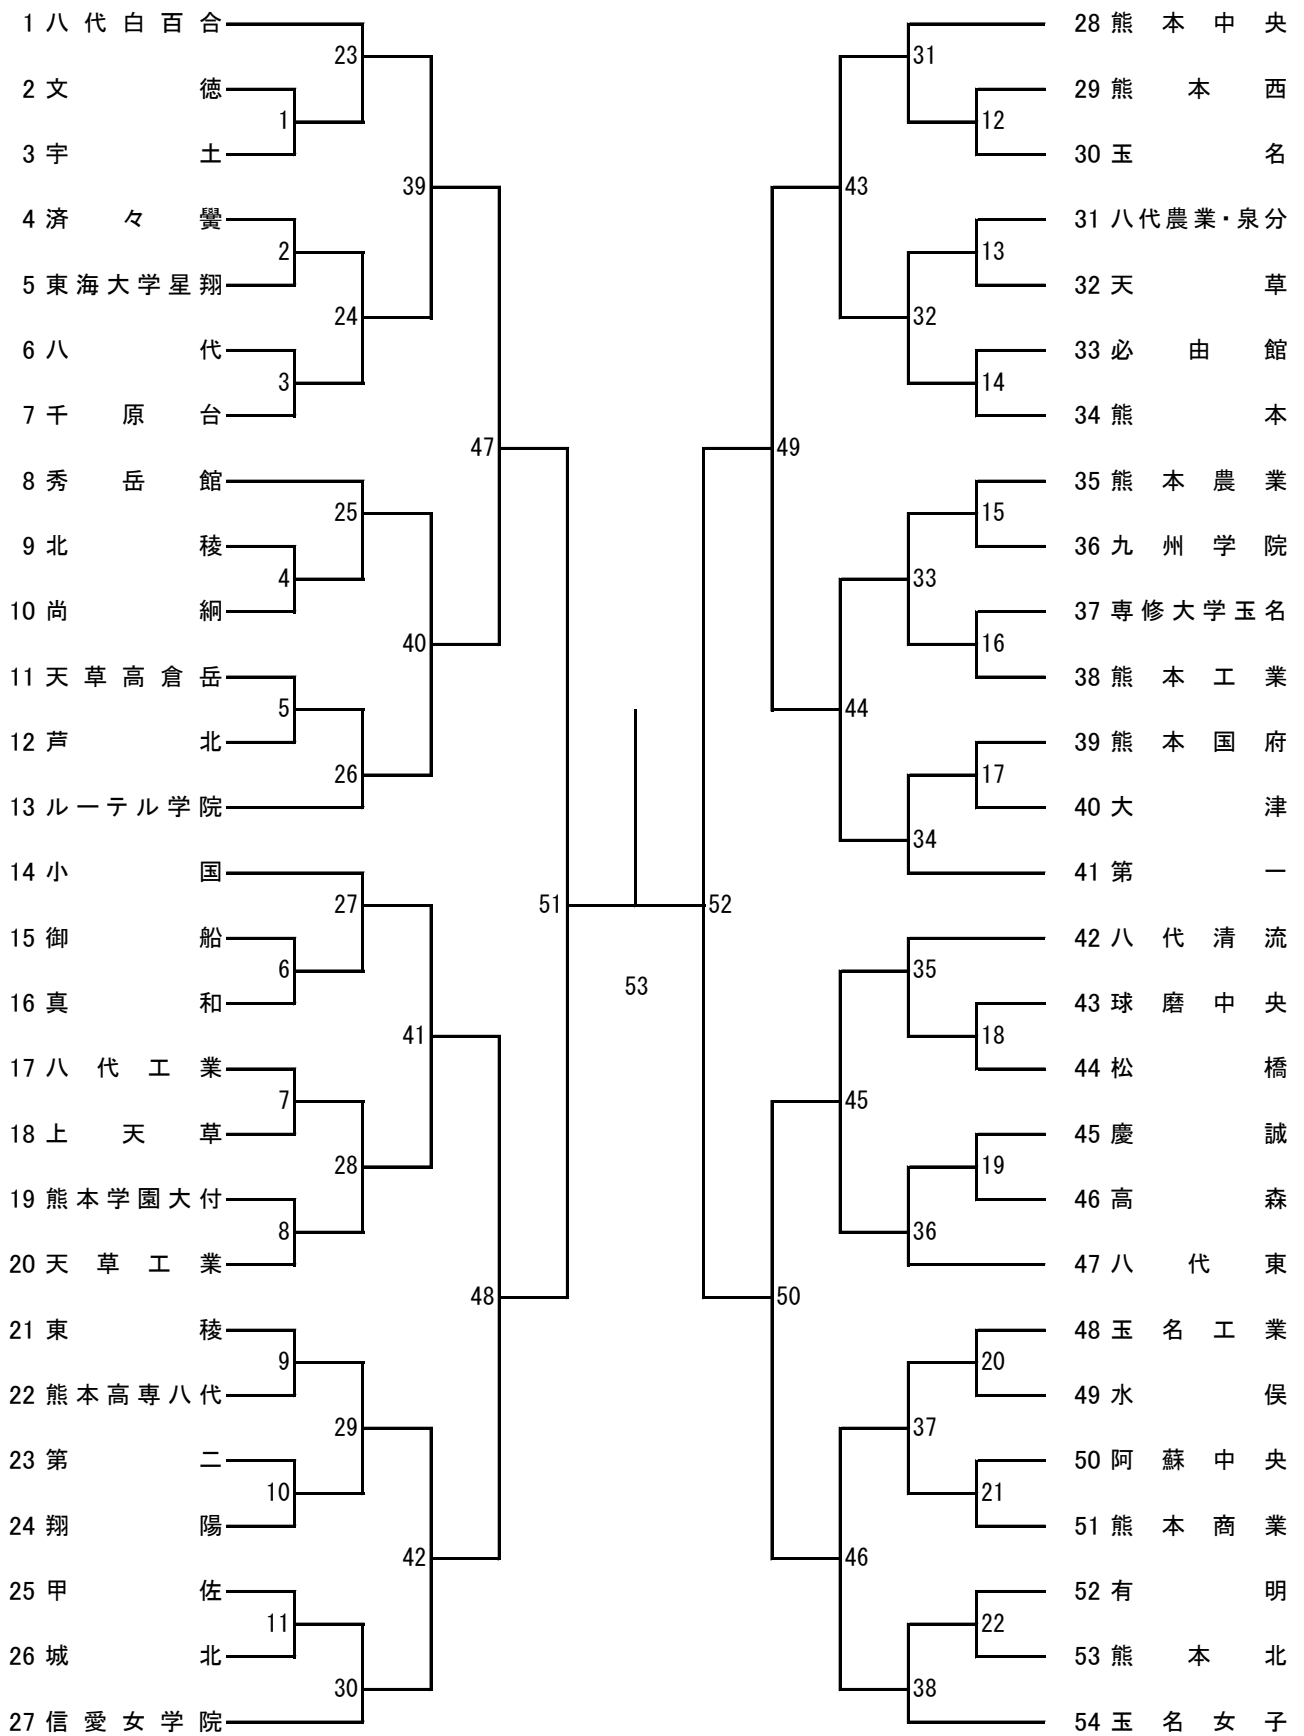 1 八代白百合
23
2 文徳
1
3 宇土
39
4 済々黌
2
5 東海大学星翔
24
6 八代
3
7 千原台
47
8 秀岳館
25
9 北稜
4
10 尚絅
40
11 天草高倉岳
5
12 芦北
26
13 ルーテル学院
14 小国
27
51
15 御船
6
16 真和
41
17 八代工業
7
18 上天草
28
19 熊本学園大付
8
20 天草工業
48
21 東稜
9
22 熊本高専八代
29
23 第二
10
24 翔陽
42
25 甲佐
11
26 城北
30
27 信愛女学院
53
28 熊本中央
31
29 熊本西
12
30 玉名
43
31 八代農業・泉分
13
32 天草
32
33 必由館
14
34 熊本
49
35 熊本農業
15
36 九州学院
33
37 専修大学玉名
16
38 熊本工業
44
39 熊本国府
17
40 大津
34
41 第一
52
42 八代清流
35
43 球磨中央
18
44 松橋
45
45 慶誠
19
46 高森
36
47 八代東
50
48 玉名工業
20
49 水俣
37
50 阿蘇中央
21
51 熊本商業
46
52 有明
22
53 熊本北
38
54 玉名女子